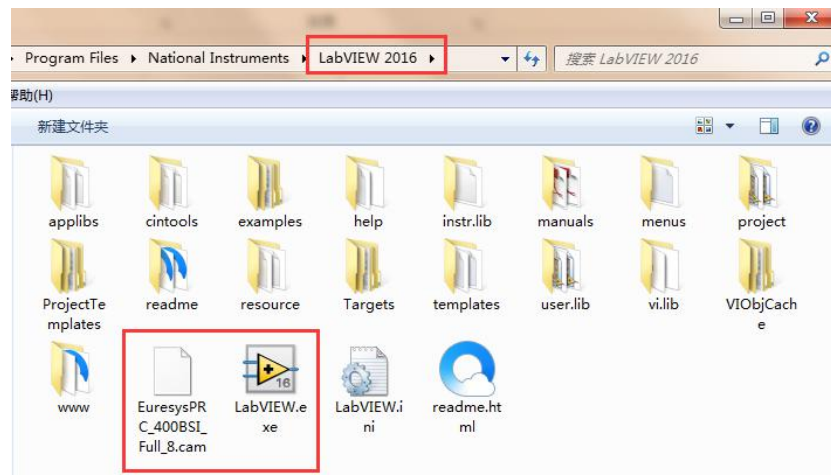 Program Files ▸ National Instruments ▸ LabVIEW 2016 ▸
搜索 LabVIEW 2016
帮助(H)
新建文件夹
applibs
cintools
examples
help
instr.lib
manuals
menus
project
ProjectTe
mplates
readme
resource
Targets
templates
user.lib
vi.lib
VIObjCach
e
www
EuresysPR
C_400BSI_
Full_8.cam
LabVIEW.e
xe
16
LabVIEW.i
ni
readme.ht
ml